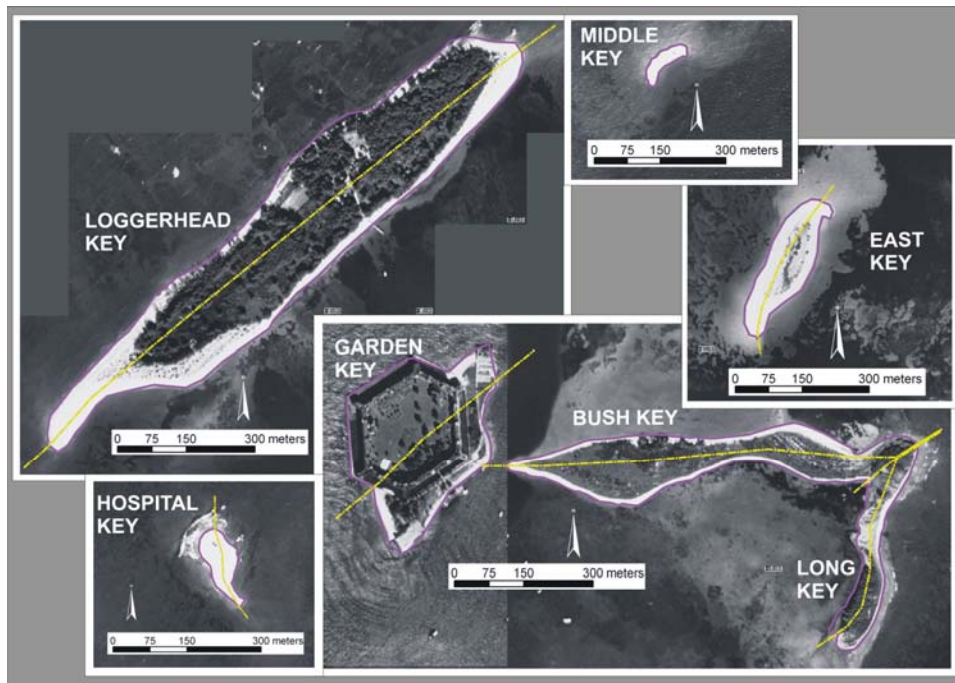 LOGGERHEAD
KEY
0 75 150 300 meters
MIDDLE
KEY
0 75 150 300 meters
EAST
KEY
0 75 150 300 meters
GARDEN
KEY
BUSH KEY
LONG
KEY
0 75 150 300 meters
HOSPITAL
KEY
0 75 150 300 meters